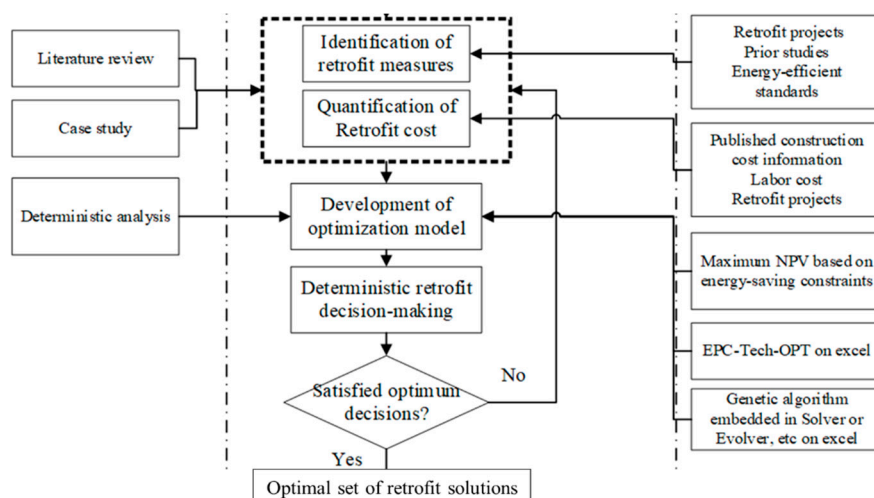 Literature review
Case study
Deterministic analysis
Identification of
retrofit measures
Quantification of
Retrofit cost
Development of
optimization model
Deterministic retrofit
decision-making
Satisfied optimum
decisions?
No
Yes
Optimal set of retrofit solutions
Retrofit projects
Prior studies
Energy-efficient
standards
Published construction
cost information
Labor cost
Retrofit projects
Maximum NPV based on
energy-saving constraints
EPC-Tech-OPT on excel
Genetic algorithm
embedded in Solver or
Evolver, etc on excel